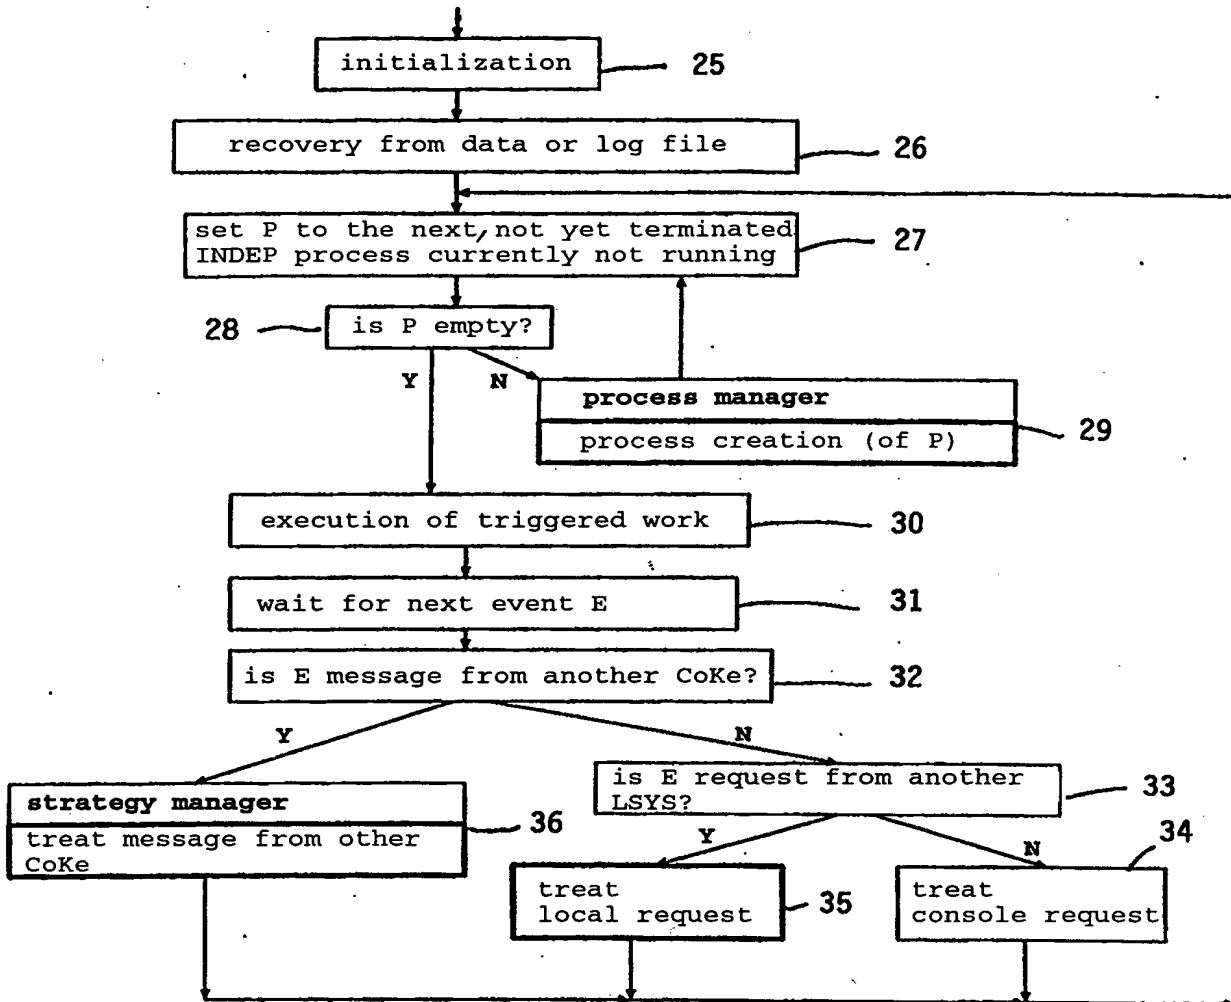 initialization
25
recovery from data or log file
26
set P to the next, not yet terminated
INDEP process currently not running
27
28
is P empty?
Y
N
process manager
process creation (of P)
29
execution of triggered work
30
wait for next event E
31
is E message from another CoKe?
32
Y
N
strategy manager
treat message from other
CoKe
36
is E request from another
LSYS?
33
Y
N
34
treat
local request
35
treat
console request